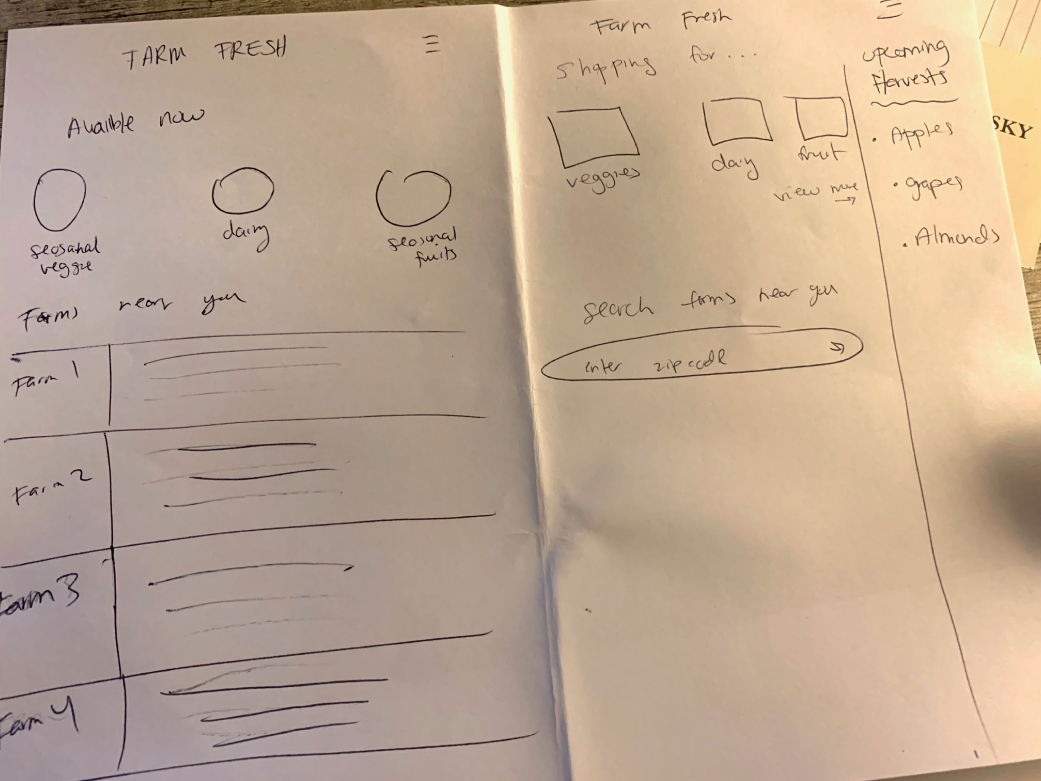 FARM FRESH
Availble now
seosanal
veggie
dairy
seosonal
fruits
Farms near you
Farm 1
Farm 2
Farm 3
Farm 4
Farm Fresh
Shopping for...
veggies
daiy
fruit
view more
→
search farms near you
enter zipcode
upcoming
Harvests
• Apples
• grapes
• Almonds
SKY